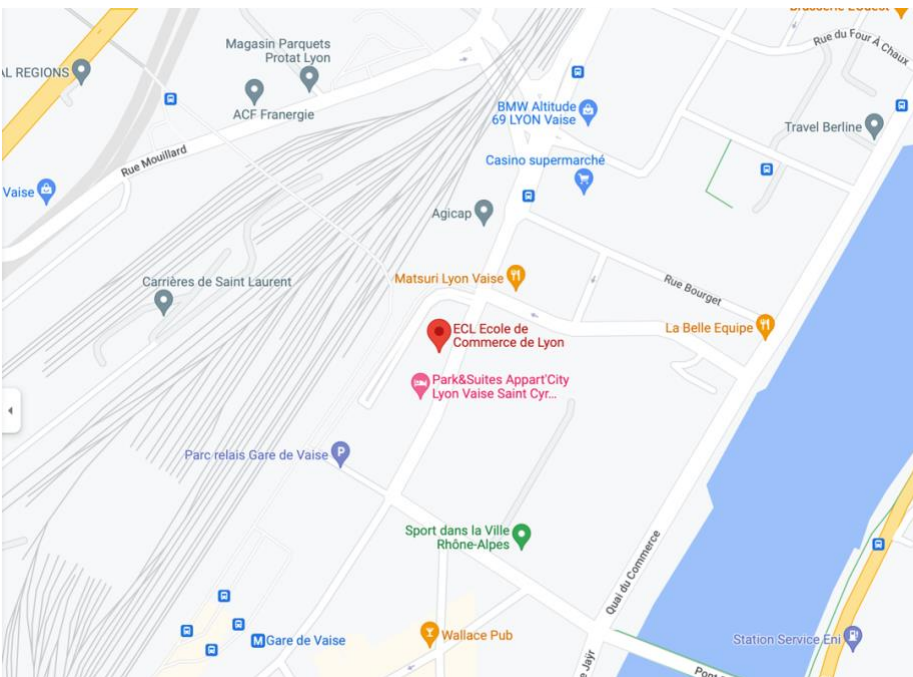 Brasserie L'Ouest
Rue du Four À Chaux
Magasin Parquets
Protat Lyon
AL REGIONS
ACF Franergie
BMW Altitude
69 LYON Vaise
Travel Berline
Rue Mouillard
Casino supermarché
Vaise
Agicap
Matsuri Lyon Vaise
Rue Bourget
Carrières de Saint Laurent
ECL Ecole de
Commerce de Lyon
La Belle Equipe
Park&Suites Appart'City
Lyon Vaise Saint Cyr...
Parc relais Gare de Vaise
P
Sport dans la Ville
Rhône-Alpes
Quai du Commerce
M Gare de Vaise
Wallace Pub
Station Service Eni
e Jaÿr
Pont